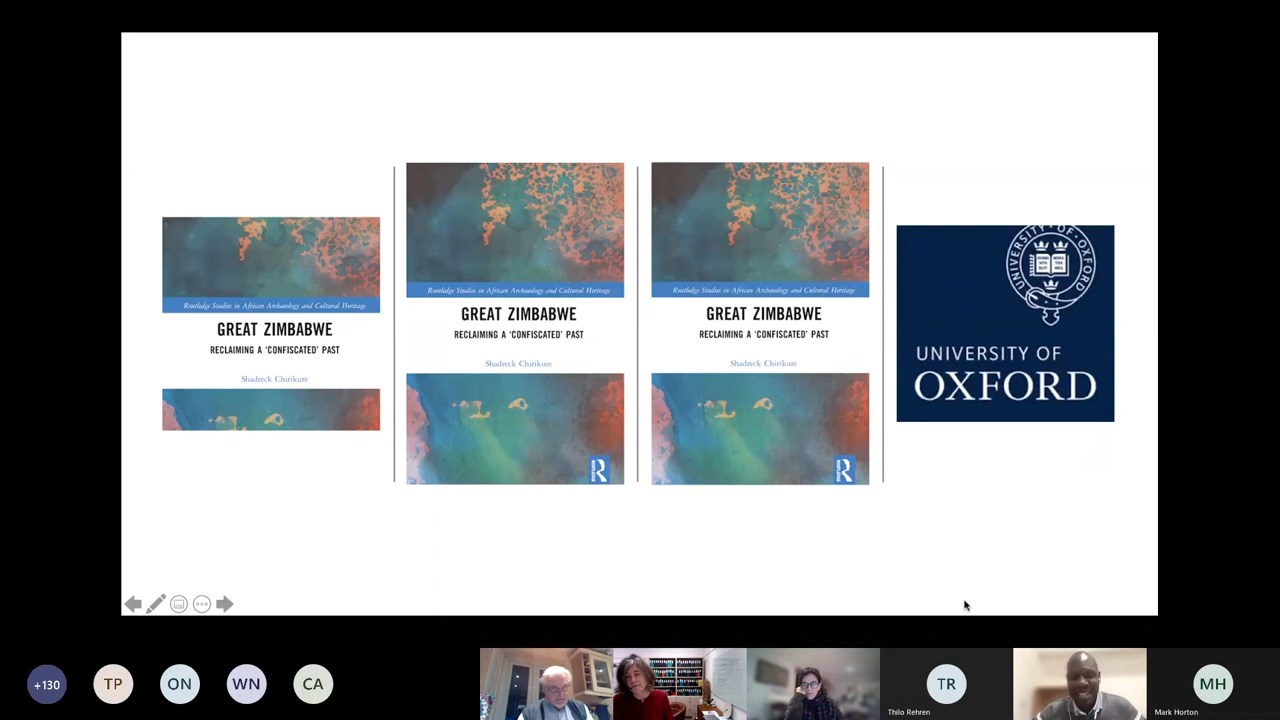 Routledge Studies in African Archaeology and Cultural Heritage
GREAT ZIMBABWE
RECLAIMING A 'CONFISCATED' PAST
Shadreck Chirikure
Routledge Studies in African Archaeology and Cultural Heritage
GREAT ZIMBABWE
RECLAIMING A 'CONFISCATED' PAST
Shadreck Chirikure
R
Routledge Studies in African Archaeology and Cultural Heritage
GREAT ZIMBABWE
RECLAIMING A 'CONFISCATED' PAST
Shadreck Chirikure
R
UNIVERSITY · OF · OXFORD
UNIVERSITY OF
OXFORD
+130
TP
ON
WN
CA
TR
Thilo Rehren
MH
Mark Horton